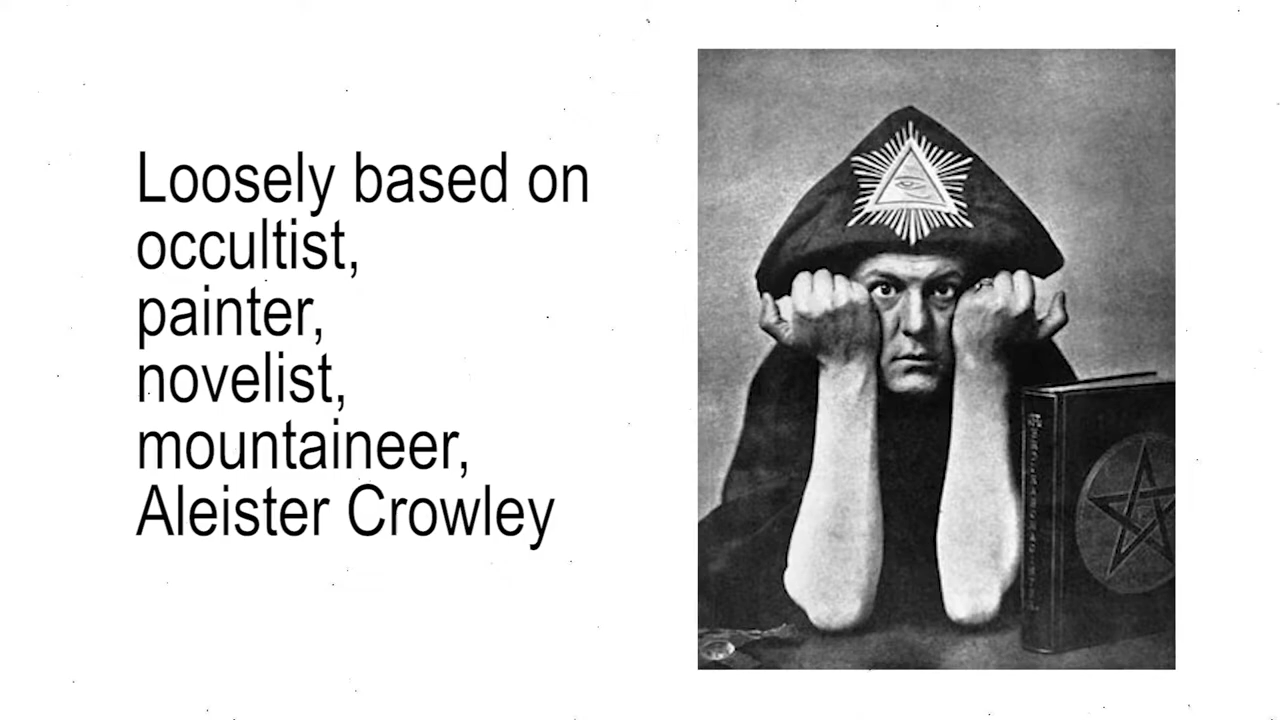 Loosely based on
occultist,
painter,
novelist,
mountaineer,
Aleister Crowley